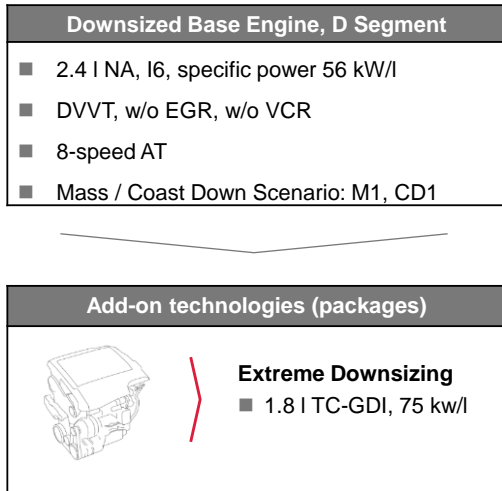 Downsized Base Engine, D Segment
■ 2.4 l NA, I6, specific power 56 kW/l
■ DVVT, w/o EGR, w/o VCR
■ 8-speed AT
■ Mass / Coast Down Scenario: M1, CD1
Add-on technologies (packages)
Extreme Downsizing
■ 1.8 l TC-GDI, 75 kw/l